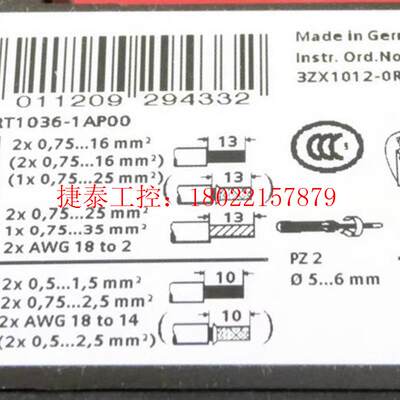 Made in Germ
Instr. Ord.No
3ZX1012-0R
011209 294332
RT1036-1AP00
2x 0,75...16 mm²
(2x 0,75...16 mm²)
(1x 0,75...25 mm²)
13
13
捷泰工控：18022157879
2x 0,75...25 mm²
1x 0,75...35 mm²
2x AWG 18 to 2
13
CCC
PZ 2
Ø 5...6 mm
2x 0,5...1,5 mm²
2x 0,75...2,5 mm²
2x AWG 18 to 14
(2x 0,5...2,5 mm²)
10
10